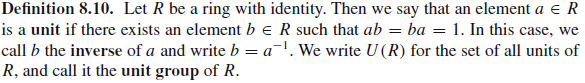 Definition 8.10. Let R be a ring with identity. Then we say that an element a ∈ R
is a unit if there exists an element b ∈ R such that ab = ba = 1. In this case, we
call b the inverse of a and write b = a⁻¹. We write U(R) for the set of all units of
R, and call it the unit group of R.